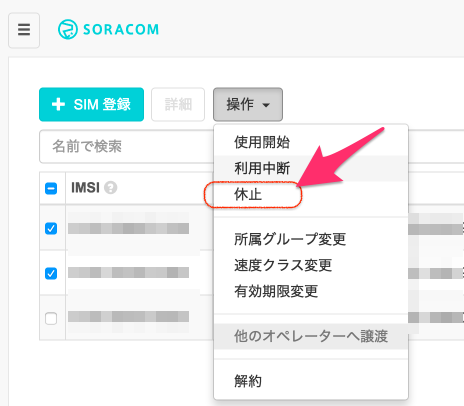 SORACOM
+ SIM 登録
詳細
操作
名前で検索
使用開始
利用中断
休止
所属グループ変更
速度クラス変更
有効期限変更
他のオペレーターへ譲渡
解約
IMSI ?